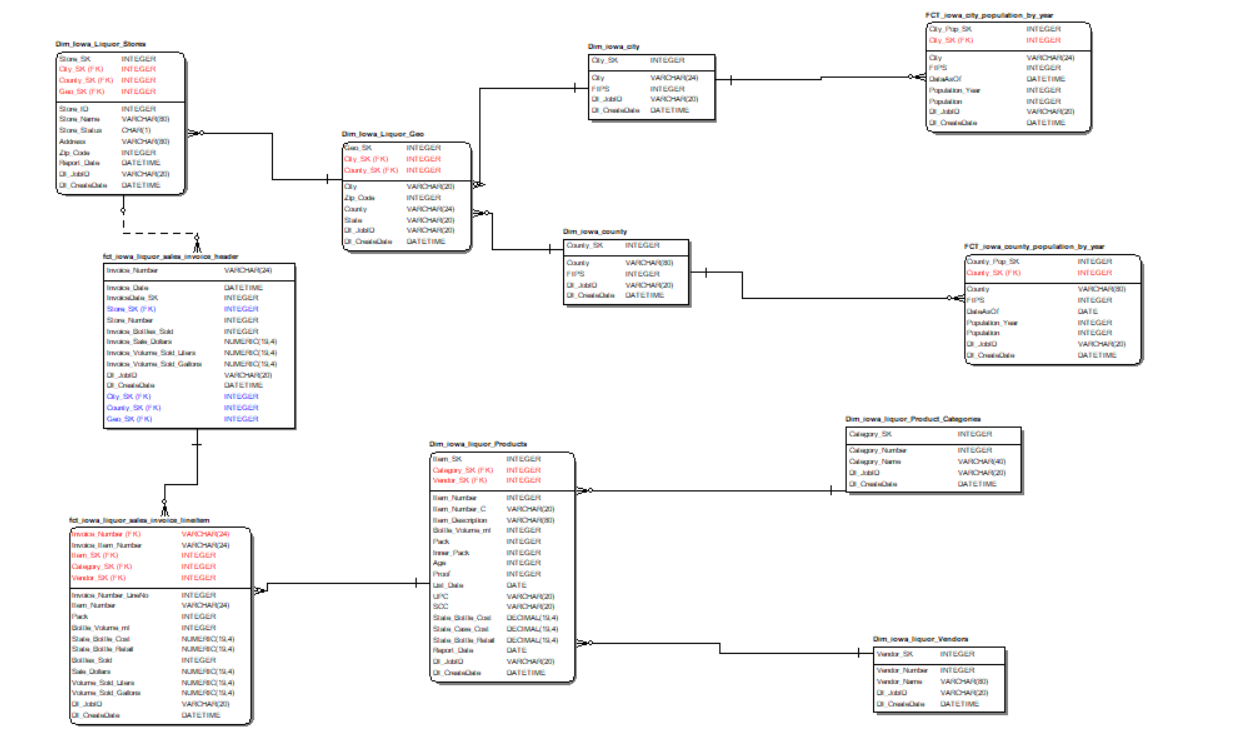 Dim_Iowa_Liquor_Stores
Store_SK INTEGER
City_SK (FK) INTEGER
County_SK (FK) INTEGER
Geo_SK (FK) INTEGER
Store_ID INTEGER
Store_Name VARCHAR(80)
Store_Status CHAR(1)
Address VARCHAR(80)
Zip_Code INTEGER
Report_Date DATETIME
DI_JobID VARCHAR(20)
DI_CreateDate DATETIME
Dim_Iowa_Liquor_Geo
Geo_SK INTEGER
City_SK (FK) INTEGER
County_SK (FK) INTEGER
City VARCHAR(20)
Zip_Code INTEGER
County VARCHAR(24)
State VARCHAR(20)
DI_JobID VARCHAR(20)
DI_CreateDate DATETIME
Dim_iowa_city
City_SK INTEGER
City VARCHAR(24)
FIPS INTEGER
DI_JobID VARCHAR(20)
DI_CreateDate DATETIME
FCT_iowa_city_population_by_year
City_Pop_SK INTEGER
City_SK (FK) INTEGER
City VARCHAR(24)
FIPS INTEGER
DataAsOf DATETIME
Population_Year INTEGER
Population INTEGER
DI_JobID VARCHAR(20)
DI_CreateDate DATETIME
Dim_iowa_county
County_SK INTEGER
County VARCHAR(80)
FIPS INTEGER
DI_JobID VARCHAR(20)
DI_CreateDate DATETIME
FCT_iowa_county_population_by_year
County_Pop_SK INTEGER
County_SK (FK) INTEGER
County VARCHAR(80)
FIPS INTEGER
DataAsOf DATE
Population_Year INTEGER
Population INTEGER
DI_JobID VARCHAR(20)
DI_CreateDate DATETIME
fct_iowa_liquor_sales_invoice_header
Invoice_Number VARCHAR(24)
Invoice_Date DATETIME
InvoiceDate_SK INTEGER
Store_SK (FK) INTEGER
Store_Number INTEGER
Invoice_Bottles_Sold INTEGER
Invoice_Sale_Dollars NUMERIC(19,4)
Invoice_Volume_Sold_Liters NUMERIC(19,4)
Invoice_Volume_Sold_Gallons NUMERIC(19,4)
DI_JobID VARCHAR(20)
DI_CreateDate DATETIME
City_SK (FK) INTEGER
County_SK (FK) INTEGER
Geo_SK (FK) INTEGER
fct_iowa_liquor_sales_invoice_lineitem
Invoice_Number (FK) VARCHAR(24)
Invoice_Item_Number VARCHAR(24)
Item_SK (FK) INTEGER
Category_SK (FK) INTEGER
Vendor_SK (FK) INTEGER
Invoice_Number_LineNo INTEGER
Item_Number VARCHAR(24)
Pack INTEGER
Bottle_Volume_ml INTEGER
State_Bottle_Cost NUMERIC(19,4)
State_Bottle_Retail NUMERIC(19,4)
Bottles_Sold INTEGER
Sale_Dollars NUMERIC(19,4)
Volume_Sold_Liters NUMERIC(19,4)
Volume_Sold_Gallons NUMERIC(19,4)
DI_JobID VARCHAR(20)
DI_CreateDate DATETIME
Dim_iowa_liquor_Products
Item_SK INTEGER
Category_SK (FK) INTEGER
Vendor_SK (FK) INTEGER
Item_Number INTEGER
Item_Number_C VARCHAR(20)
Item_Description VARCHAR(80)
Bottle_Volume_ml INTEGER
Pack INTEGER
Inner_Pack INTEGER
Age INTEGER
Proof INTEGER
List_Date DATE
UPC VARCHAR(20)
SCC VARCHAR(20)
State_Bottle_Cost DECIMAL(19,4)
State_Case_Cost DECIMAL(19,4)
State_Bottle_Retail DECIMAL(19,4)
Report_Date DATE
DI_JobID VARCHAR(20)
DI_CreateDate DATETIME
Dim_iowa_liquor_Product_Categories
Category_SK INTEGER
Category_Number INTEGER
Category_Name VARCHAR(40)
DI_JobID VARCHAR(20)
DI_CreateDate DATETIME
Dim_iowa_liquor_Vendors
Vendor_SK INTEGER
Vendor_Number INTEGER
Vendor_Name VARCHAR(80)
DI_JobID VARCHAR(20)
DI_CreateDate DATETIME